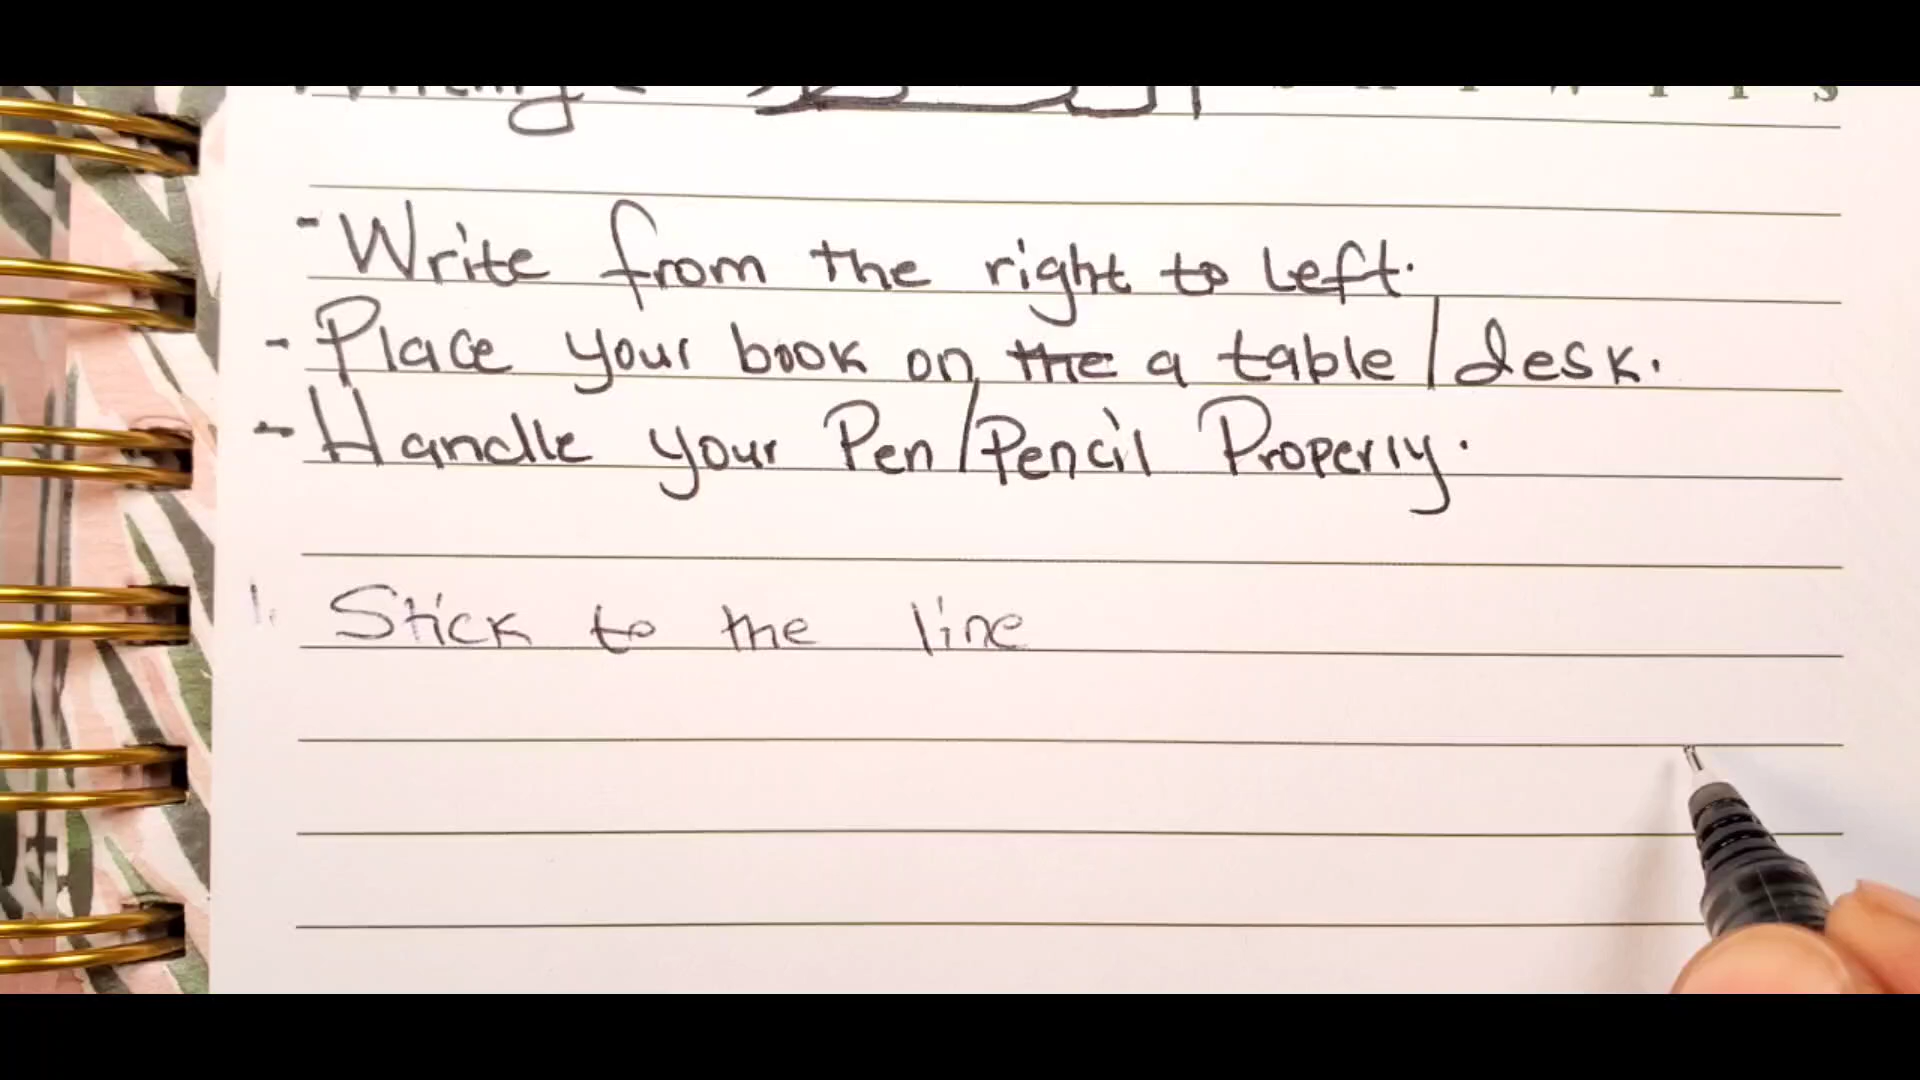 - Write from the right to left.
- Place your book on the a table/desk.
- Handle your Pen/Pencil Properly.
1. Stick to the line